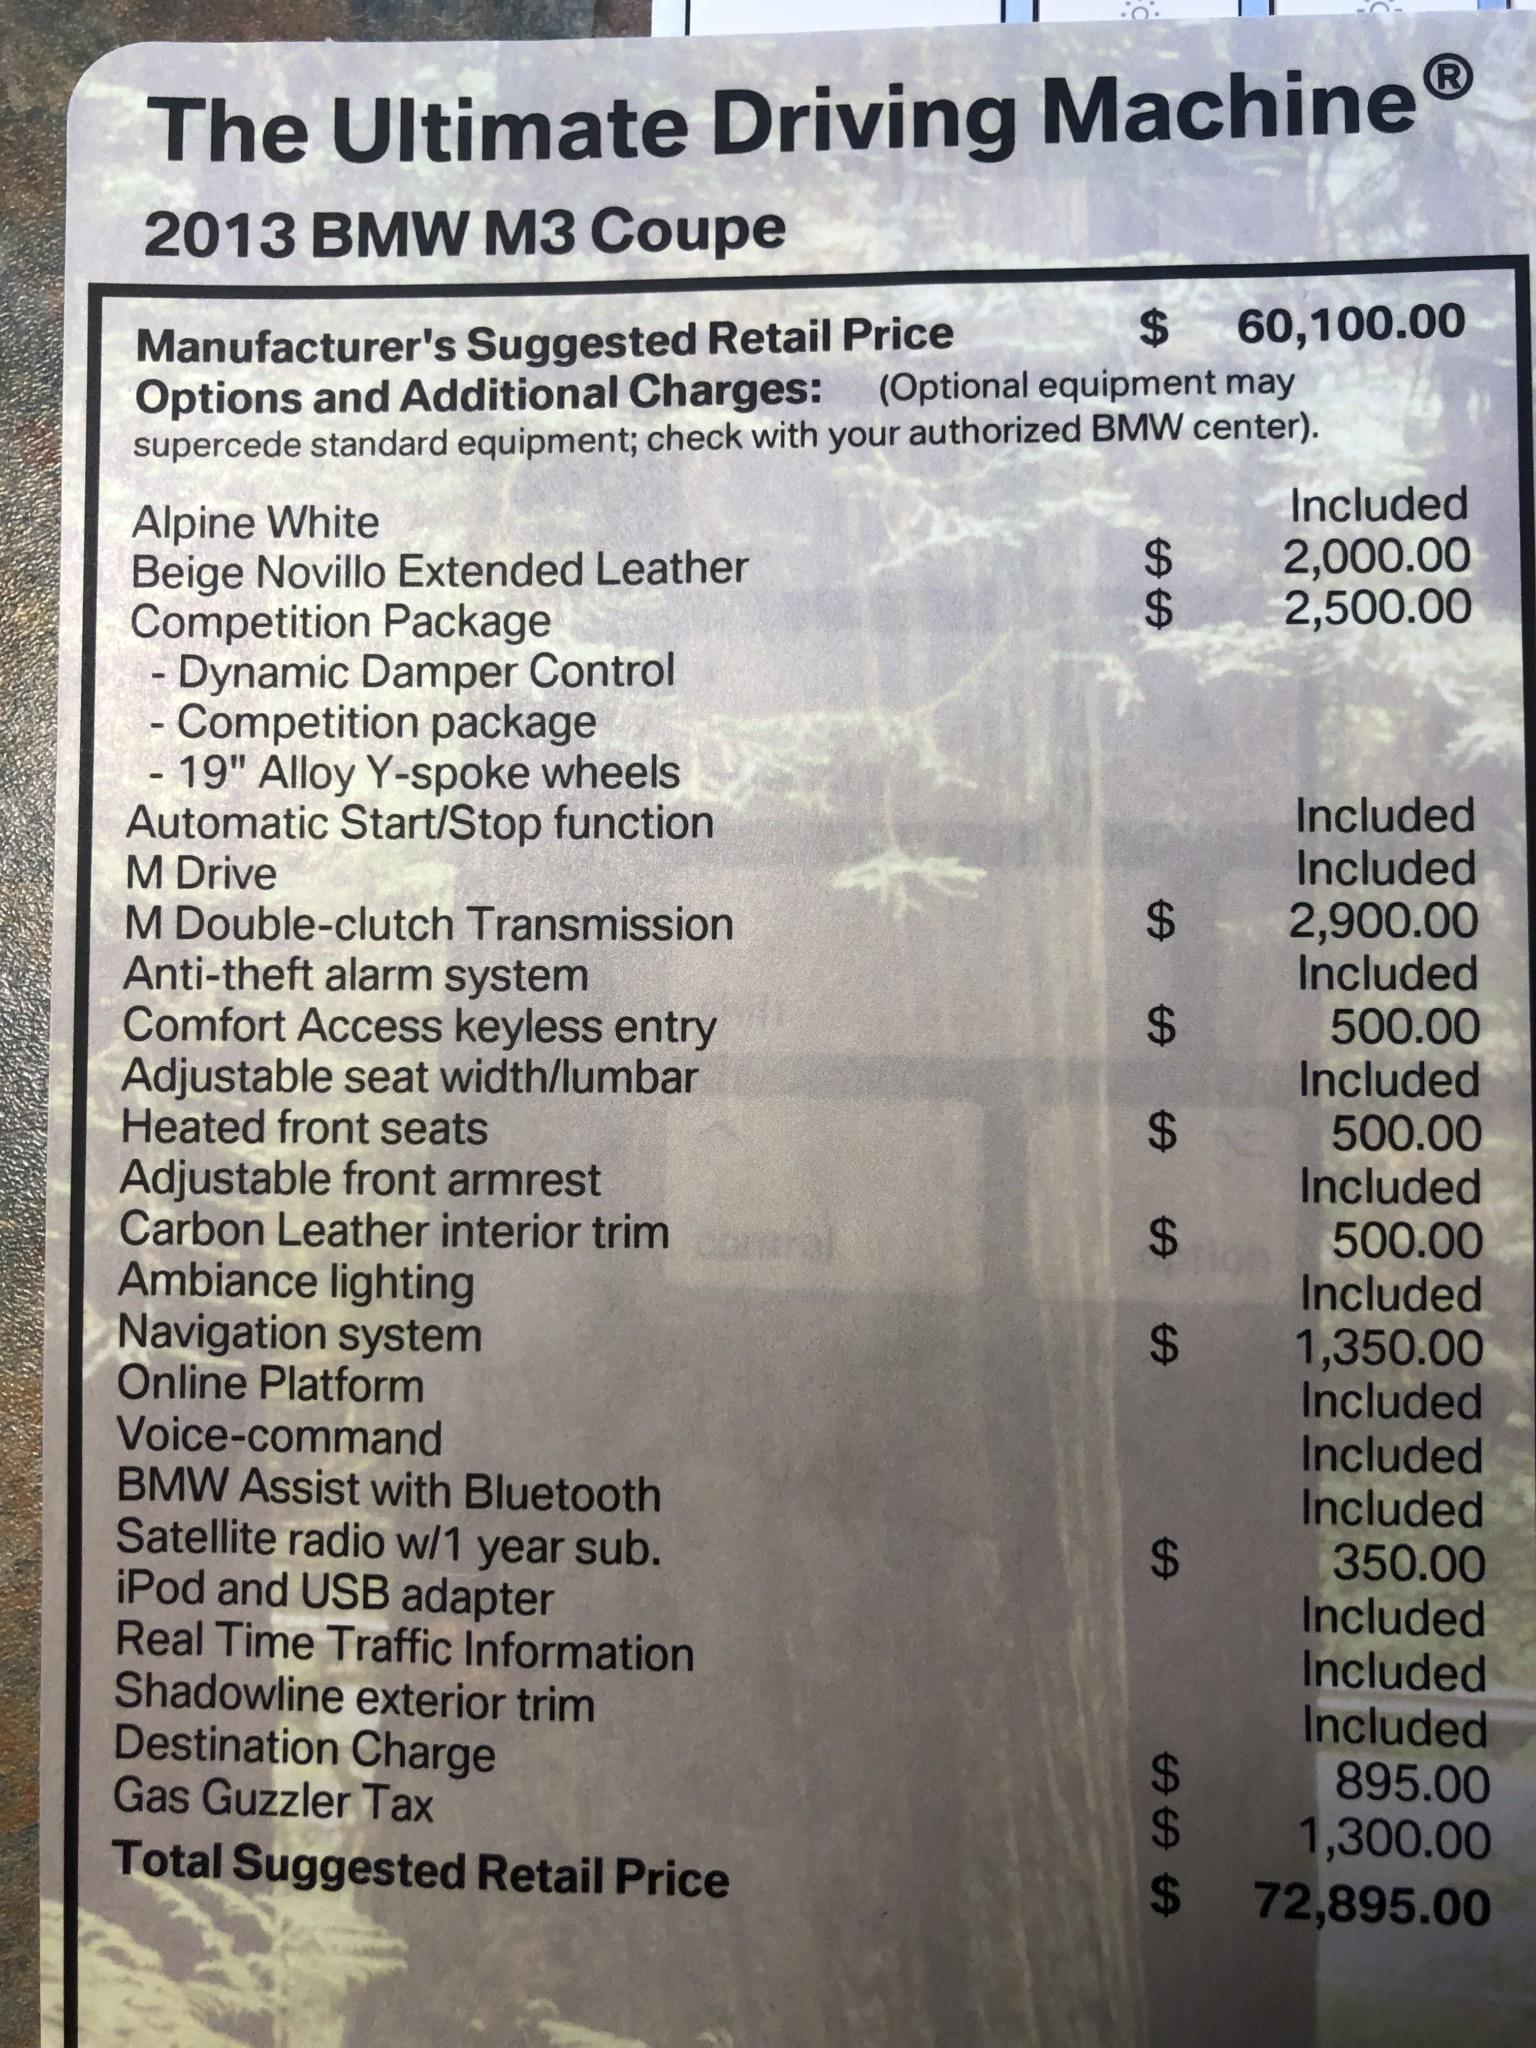 The Ultimate Driving Machine®
2013 BMW M3 Coupe
Manufacturer's Suggested Retail Price $ 60,100.00
Options and Additional Charges: (Optional equipment may
supercede standard equipment; check with your authorized BMW center).
Alpine White Included
Beige Novillo Extended Leather $ 2,000.00
Competition Package $ 2,500.00
- Dynamic Damper Control
- Competition package
- 19" Alloy Y-spoke wheels
Automatic Start/Stop function Included
M Drive Included
M Double-clutch Transmission $ 2,900.00
Anti-theft alarm system Included
Comfort Access keyless entry $ 500.00
Adjustable seat width/lumbar Included
Heated front seats $ 500.00
Adjustable front armrest Included
Carbon Leather interior trim $ 500.00
Ambiance lighting Included
Navigation system $ 1,350.00
Online Platform Included
Voice-command Included
BMW Assist with Bluetooth Included
Satellite radio w/1 year sub. $ 350.00
iPod and USB adapter Included
Real Time Traffic Information Included
Shadowline exterior trim Included
Destination Charge $ 895.00
Gas Guzzler Tax $ 1,300.00
Total Suggested Retail Price $ 72,895.00
control
option